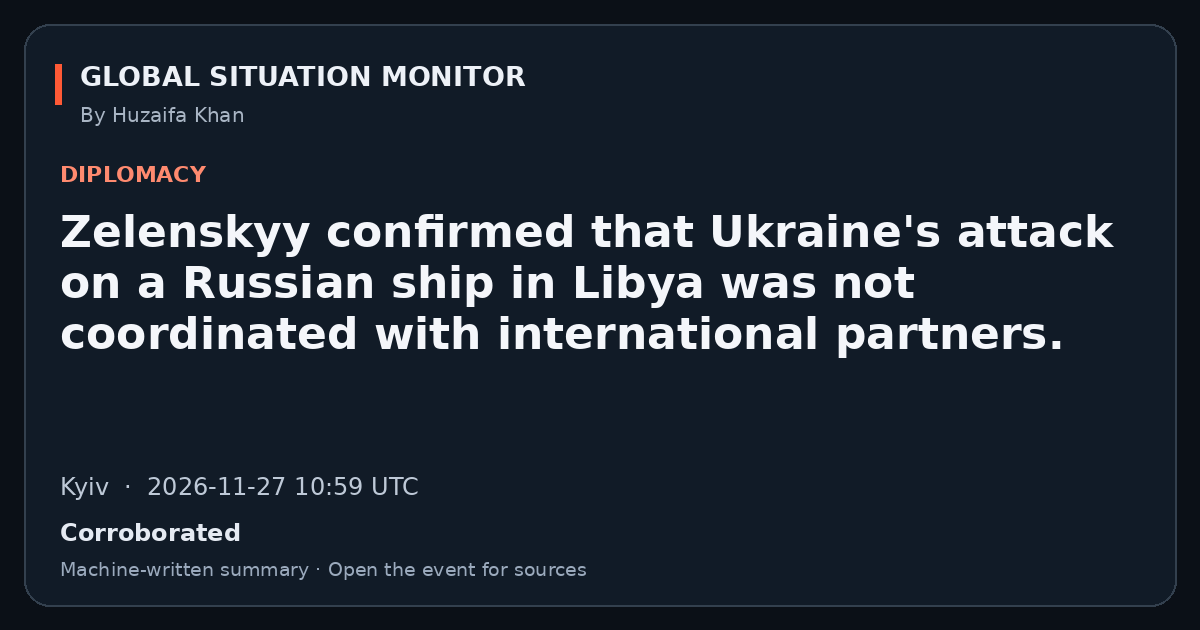 GLOBAL SITUATION MONITOR
By Huzaifa Khan
DIPLOMACY
Zelenskyy confirmed that Ukraine's attack
on a Russian ship in Libya was not
coordinated with international partners.
Kyiv · 2026-11-27 10:59 UTC
Corroborated
Machine-written summary · Open the event for sources